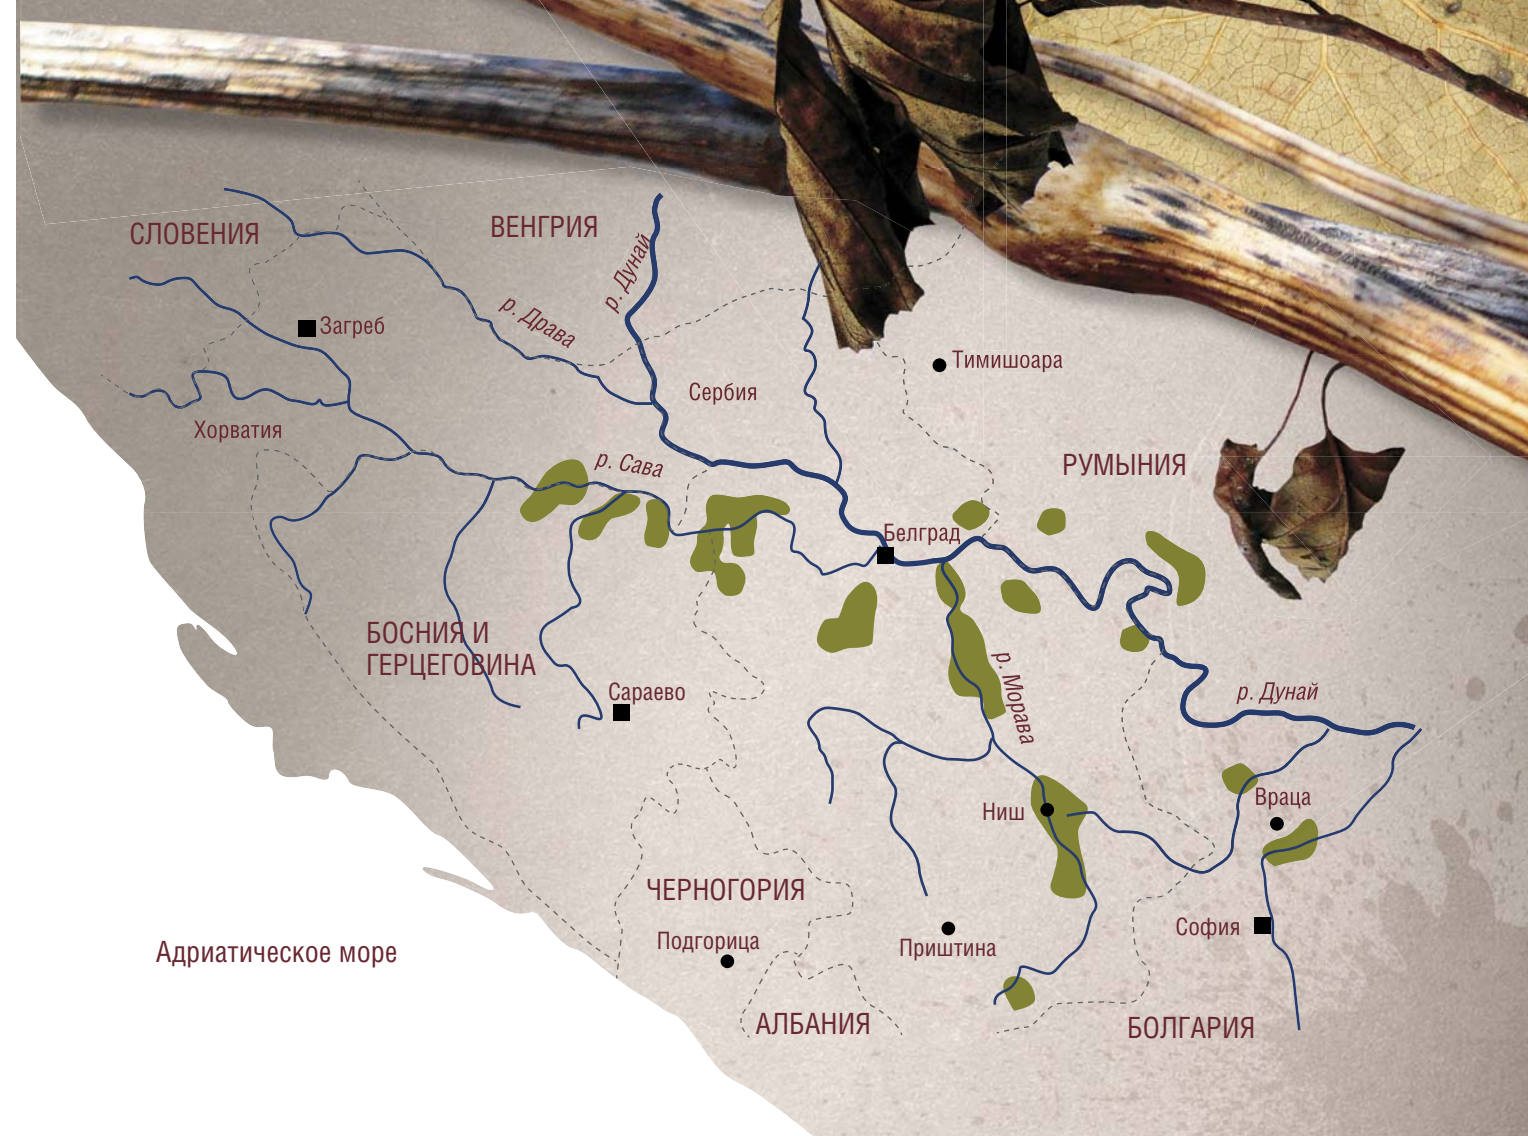 СЛОВЕНИЯ
ВЕНГРИЯ
р. Дунай
р. Драва
Загреб
Тимишоара
Сербия
Хорватия
р. Сава
РУМЫНИЯ
Белград
БОСНИЯ И
ГЕРЦЕГОВИНА
Сараево
р. Морава
р. Дунай
Ниш
Враца
ЧЕРНОГОРИЯ
Подгорица
Приштина
София
Адриатическое море
АЛБАНИЯ
БОЛГАРИЯ